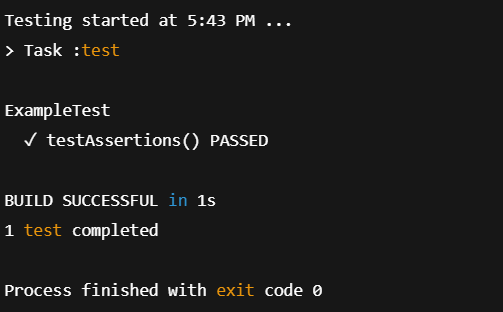 Testing started at 5:43 PM ...
> Task :test
ExampleTest
✓ testAssertions() PASSED
BUILD SUCCESSFUL in 1s
1 test completed
Process finished with exit code 0